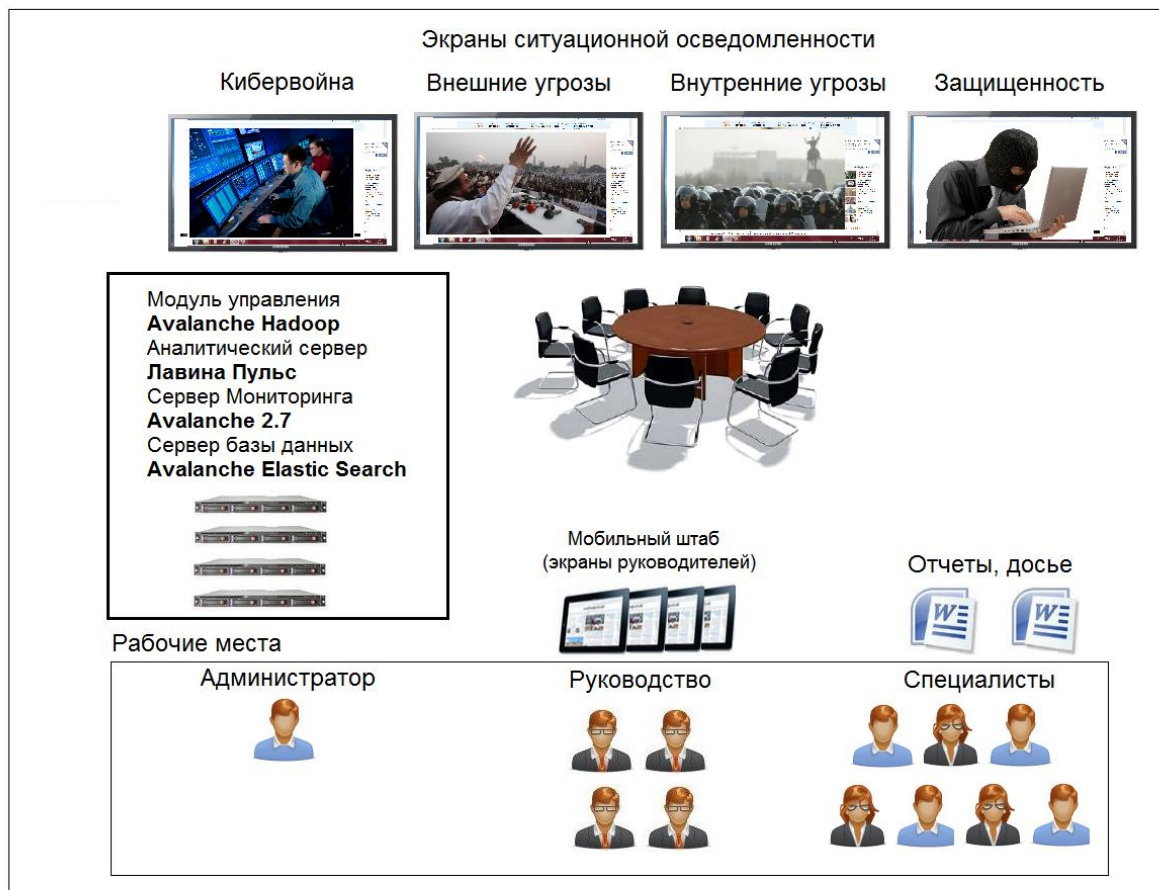 Экраны ситуационной осведомленности
Кибервойна
Внешние угрозы
Внутренние угрозы
Защищенность
Модуль управления
Avalanche Hadoop
Аналитический сервер
Лавина Пульс
Сервер Мониторинга
Avalanche 2.7
Сервер базы данных
Avalanche Elastic Search
Мобильный штаб
(экраны руководителей)
Отчеты, досье
Рабочие места
Администратор
Руководство
Специалисты